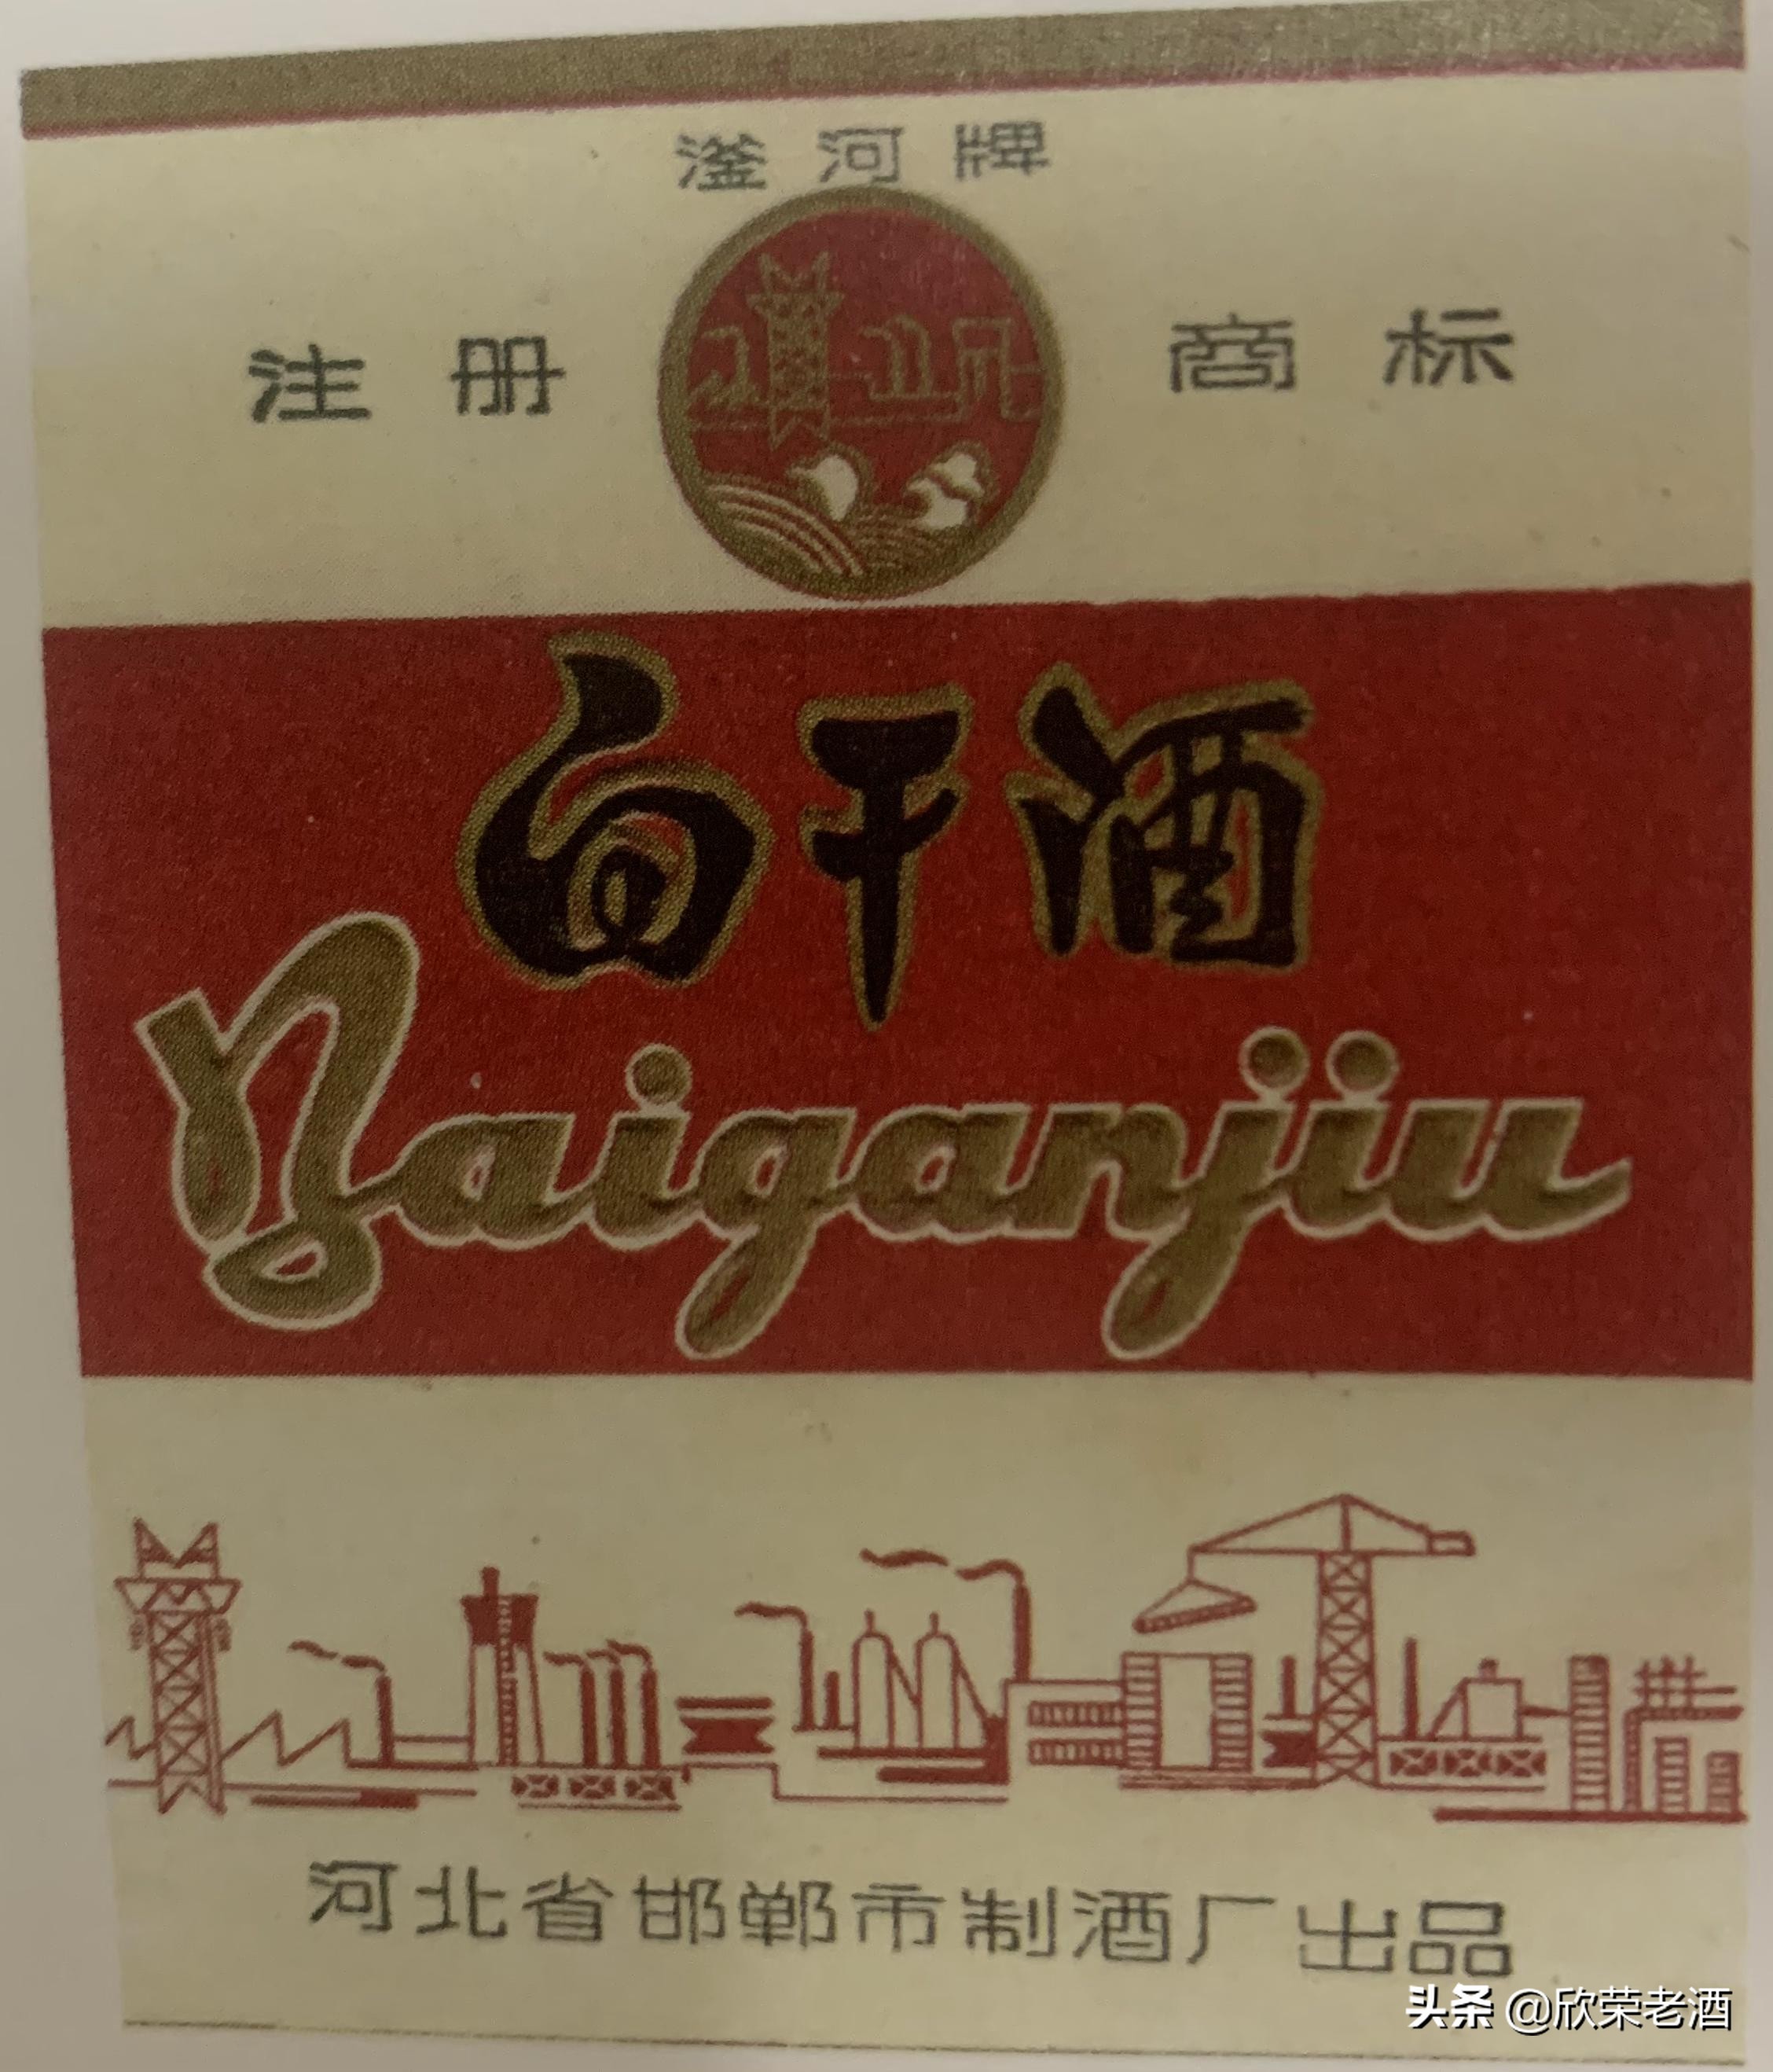 滏河牌
注册 商标
白干酒
Baiganjiu
河北省邯郸市制酒厂出品
头条 @欣荣老酒